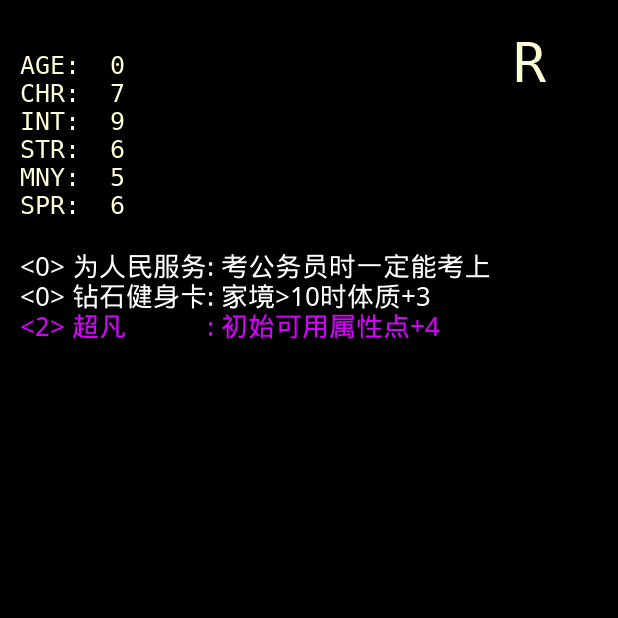 R
AGE: 0
CHR: 7
INT: 9
STR: 6
MNY: 5
SPR: 6
<0> 为人民服务: 考公务员时一定能考上
<0> 钻石健身卡: 家境>10时体质+3
<2> 超凡 : 初始可用属性点+4